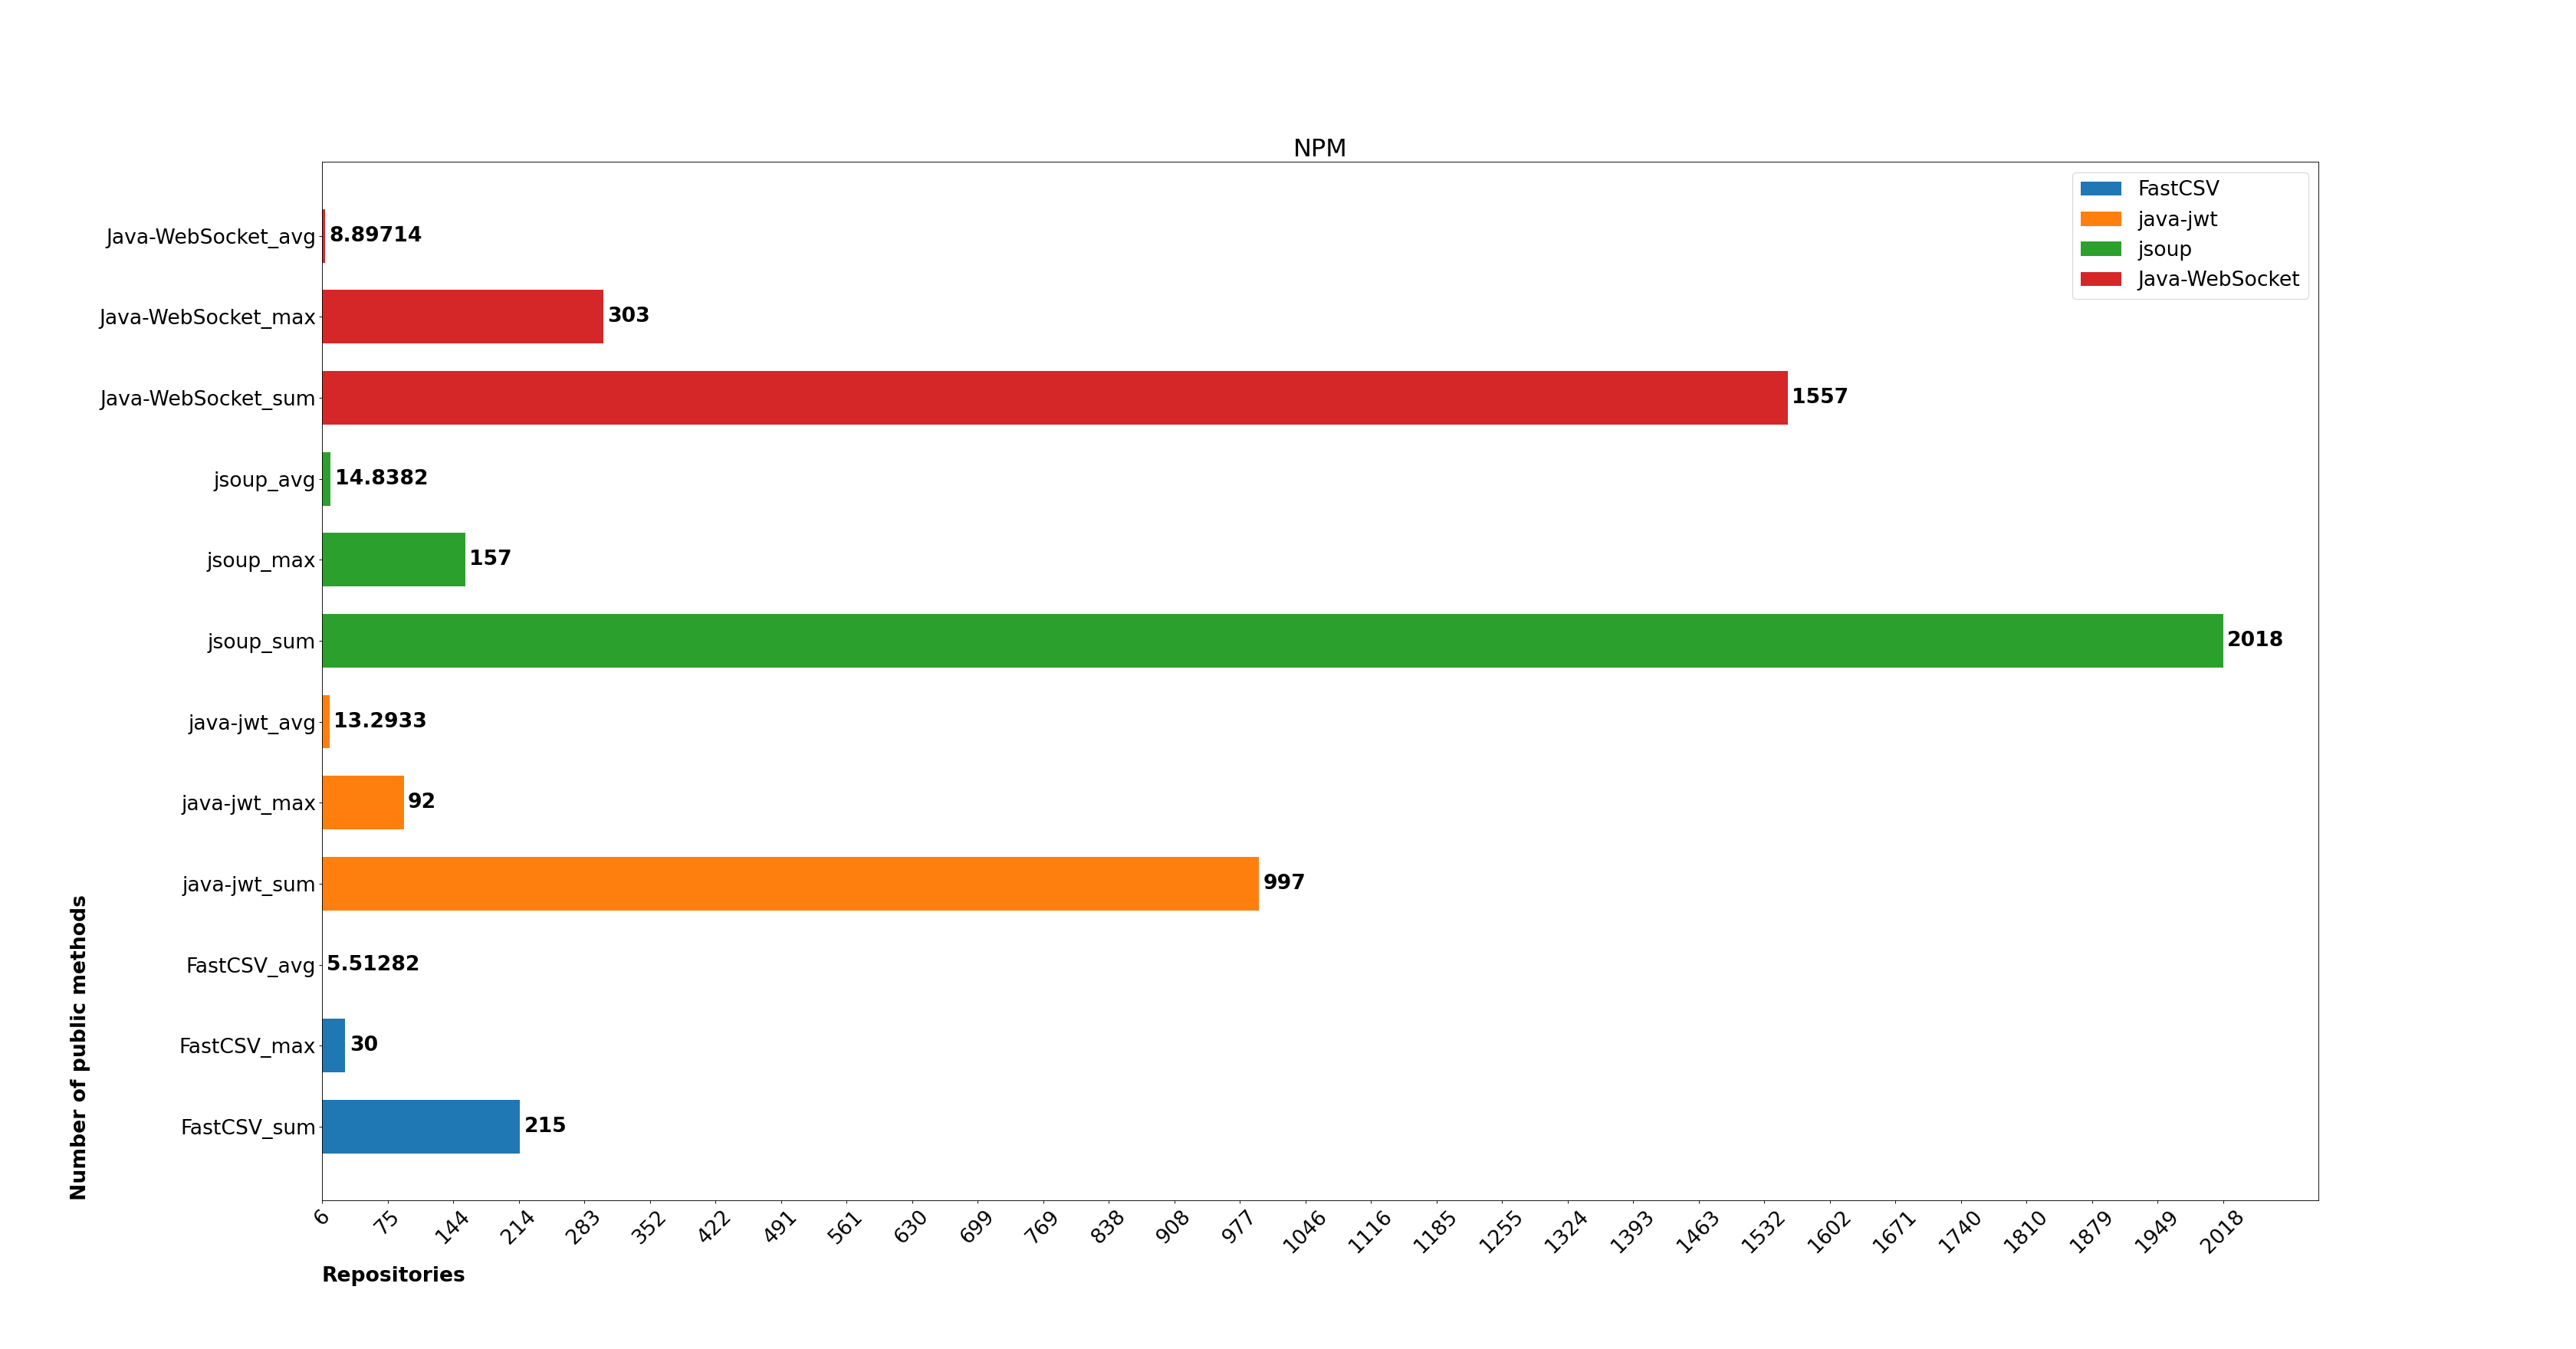 NPM
FastCSV
java-jwt
jsoup
Java-WebSocket
Java-WebSocket_avg 8.89714
Java-WebSocket_max 303
Java-WebSocket_sum 1557
jsoup_avg 14.8382
jsoup_max 157
jsoup_sum 2018
java-jwt_avg 13.2933
java-jwt_max 92
java-jwt_sum 997
FastCSV_avg 5.51282
FastCSV_max 30
FastCSV_sum 215
Number of public methods
6 75 144 214 283 352 422 491 561 630 699 769 838 908 977 1046 1116 1185 1255 1324 1393 1463 1532 1602 1671 1740 1810 1879 1949 2018
Repositories